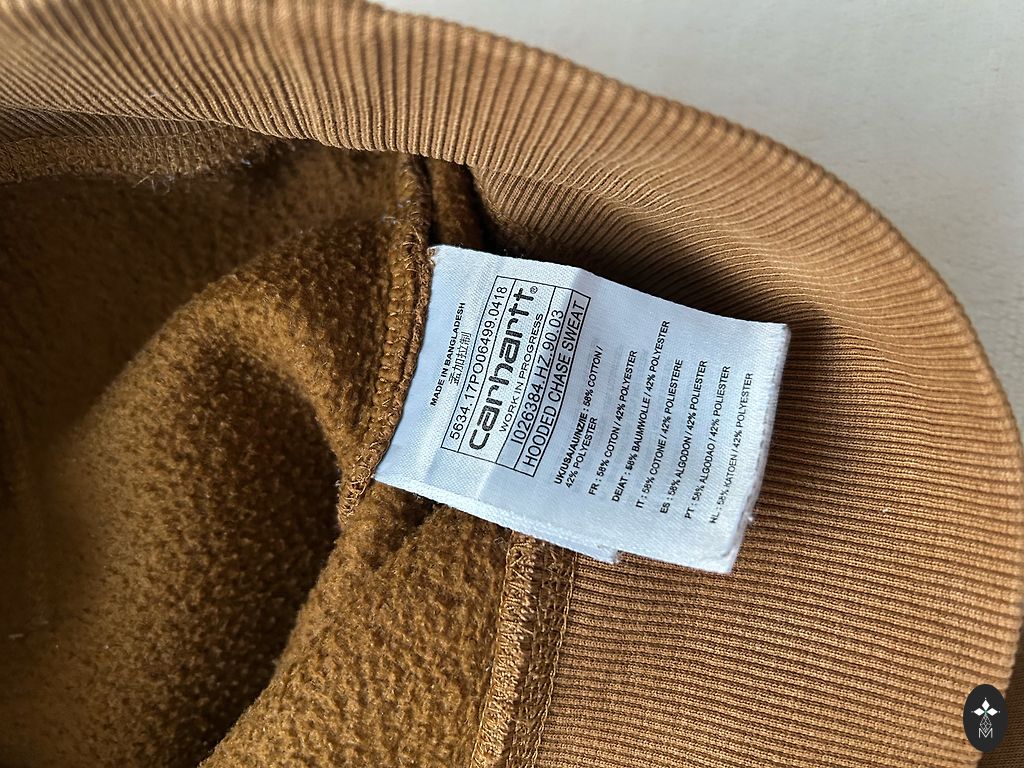 MADE IN BANGLADESH
孟加拉制
5634.17PO06499.0418
carhartt®
WORK IN PROGRESS
I026384.HZ.90.03
HOODED CHASE SWEAT
UK/USA/AU/NZ/IE : 58% COTTON /
42% POLYESTER
FR : 58% COTON / 42% POLYESTER
DE/AT : 58% BAUMWOLLE / 42% POLYESTER
IT : 58% COTONE / 42% POLIESTERE
ES : 58% ALGODON / 42% POLIESTER
PT : 58% ALGODAO / 42% POLIESTER
NL : 58% KATOEN / 42% POLYESTER
M